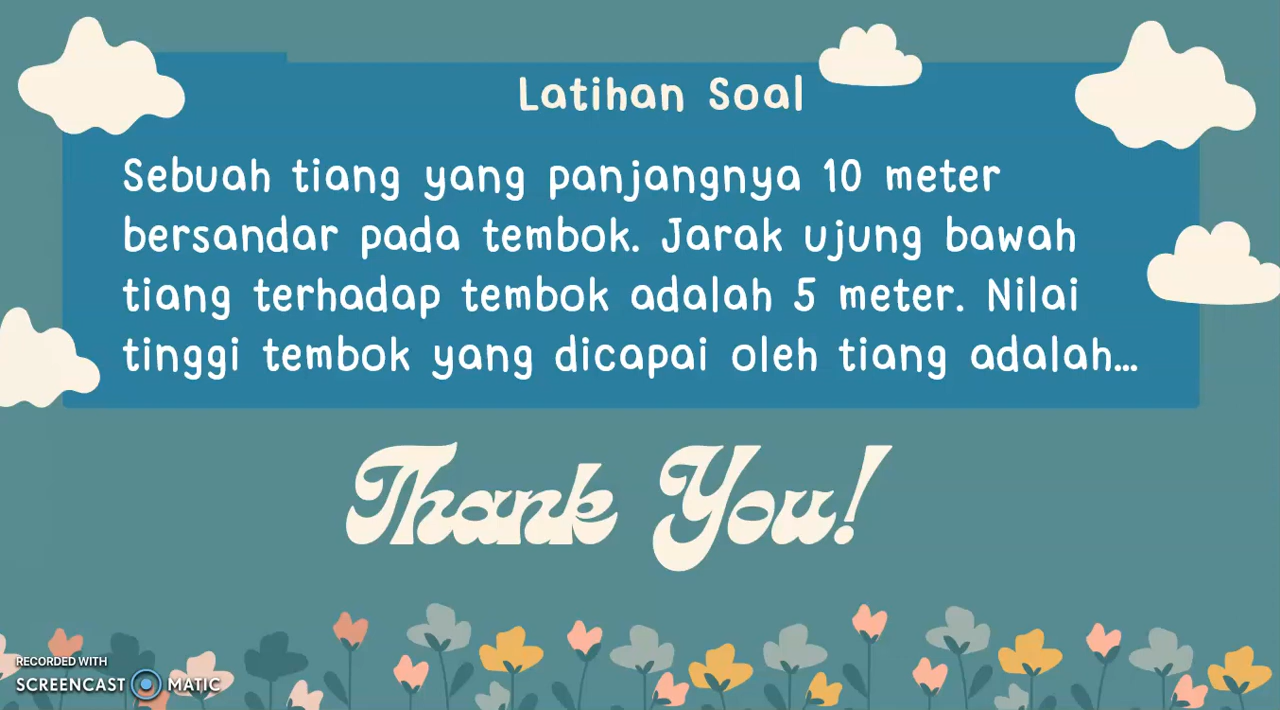 Latihan Soal
Sebuah tiang yang panjangnya 10 meter
bersandar pada tembok. Jarak ujung bawah
tiang terhadap tembok adalah 5 meter. Nilai
tinggi tembok yang dicapai oleh tiang adalah...
Thank You!
RECORDED WITH
SCREENCAST MATIC